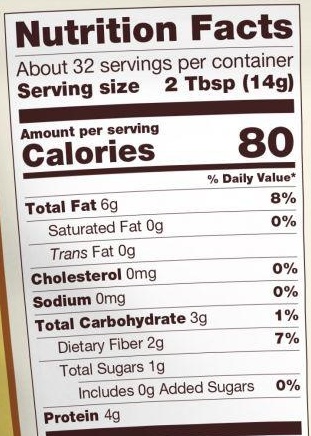 Nutrition Facts
About 32 servings per container
Serving size 2 Tbsp (14g)
Amount per serving
Calories 80
% Daily Value*
Total Fat 6g 8%
Saturated Fat 0g 0%
Trans Fat 0g
Cholesterol 0mg 0%
Sodium 0mg 0%
Total Carbohydrate 3g 1%
Dietary Fiber 2g 7%
Total Sugars 1g
Includes 0g Added Sugars 0%
Protein 4g